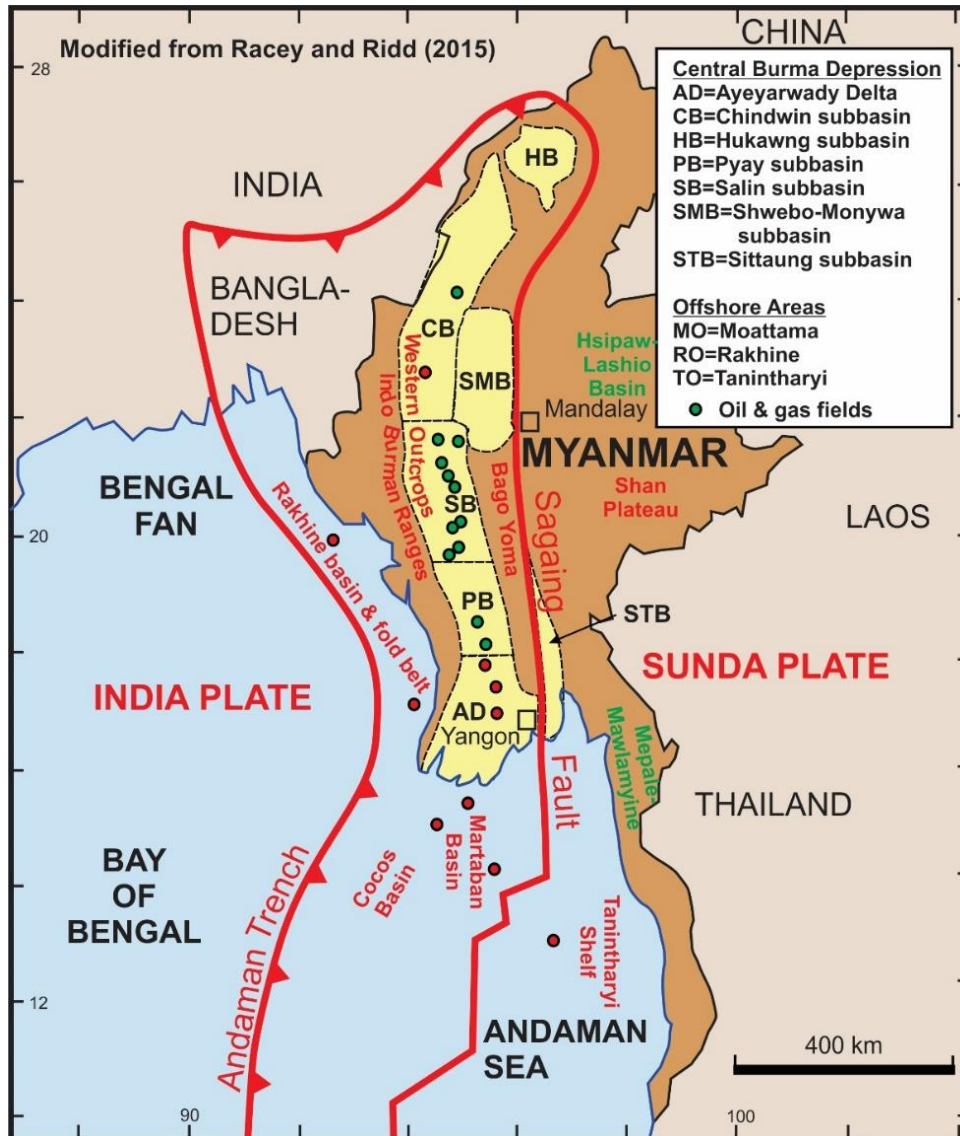 Modified from Racey and Ridd (2015)
CHINA
Central Burma Depression
AD=Ayeyarwady Delta
CB=Chindwin subbasin
HB=Hukawng subbasin
PB=Pyay subbasin
SB=Salin subbasin
SMB=Shwebo-Monywa
subbasin
STB=Sittaung subbasin
Offshore Areas
MO=Moattama
RO=Rakhine
TO=Tanintharyi
Oil & gas fields
28
HB
INDIA
BANGLA-
DESH
CB
SMB
Western Outcrops
Indo Burman Ranges
Hsipaw-
Lashio
Basin
Mandalay
MYANMAR
Shan
Plateau
LAOS
BENGAL
FAN
20
Rakhine basin & fold belt
SB
Bago Yoma
Sagaing
Fault
PB
STB
INDIA PLATE
SUNDA PLATE
AD
Yangon
Mepale-
Mawlamyine
THAILAND
Martaban
Basin
Cocos
Basin
BAY
OF
BENGAL
Andaman Trench
Tanintharyi
Shelf
12
ANDAMAN
SEA
400 km
90
100